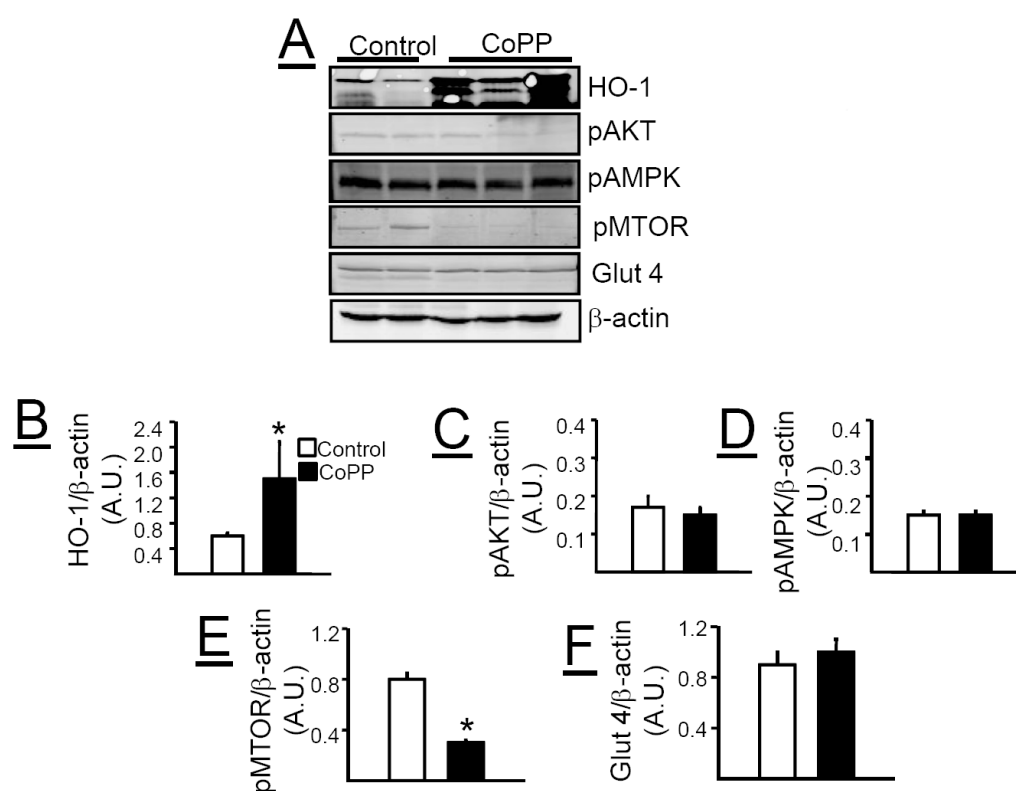 A
Control CoPP
HO-1
pAKT
pAMPK
pMTOR
Glut 4
β-actin
B
HO-1/β-actin
(A.U.)
2.4
2.0
1.6
1.2
0.8
0.4
*
Control
CoPP
C
pAKT/β-actin
(A.U.)
0.4
0.3
0.2
0.1
D
pAMPK/β-actin
(A.U.)
0.4
0.3
0.2
0.1
E
pMTOR/β-actin
(A.U.)
1.2
0.8
0.4
*
F
Glut 4/β-actin
(A.U.)
1.2
0.8
0.4